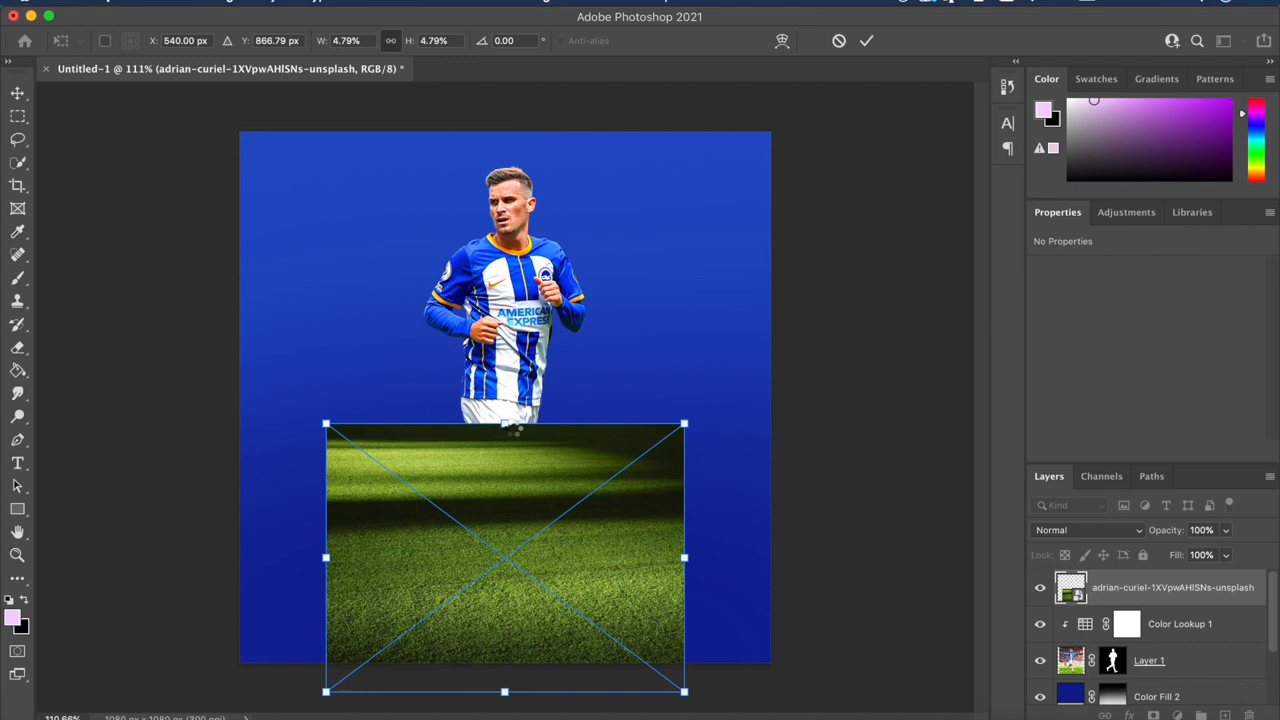 Adobe Photoshop 2021
X: 540.00 px Y: 866.79 px W: 4.79% H: 4.79% 0.00 ° Anti-alias
× Untitled-1 @ 111% (adrian-curiel-1XVpwAHlSNs-unsplash, RGB/8) *
Color Swatches Gradients Patterns
Properties Adjustments Libraries
No Properties
AMERICAN
EXPRESS
Layers Channels Paths
Kind
Normal Opacity: 100%
Lock: Fill: 100%
adrian-curiel-1XVpwAHlSNs-unsplash
Color Lookup 1
Layer 1
Color Fill 2
110.66% 1080 px x 1080 px (300 ppi)